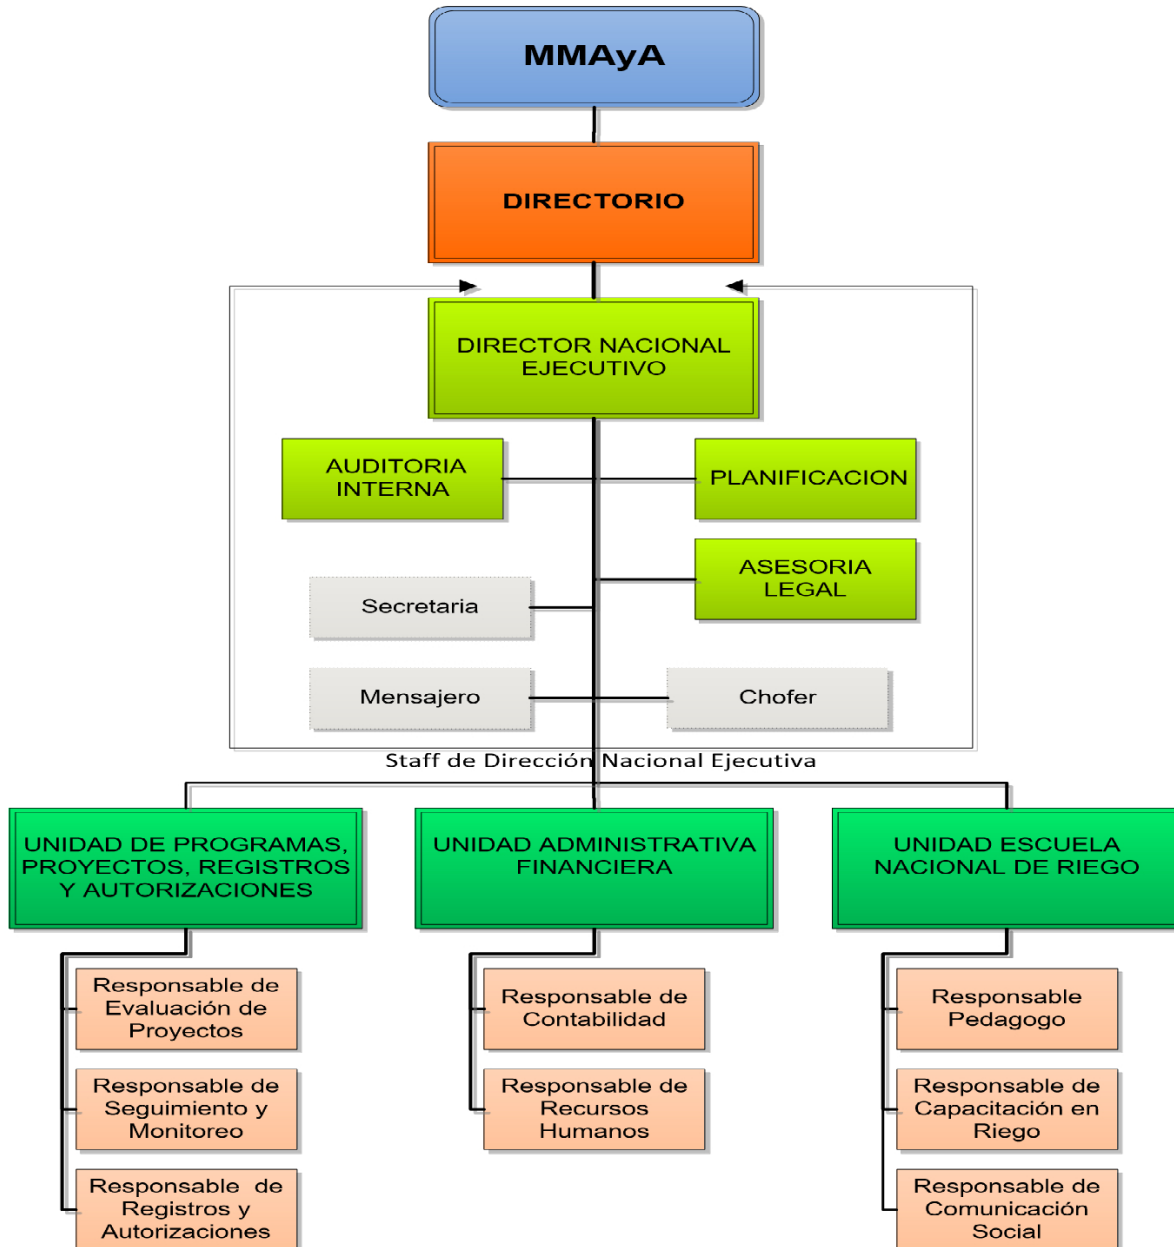 MMAyA
DIRECTORIO
DIRECTOR NACIONAL
EJECUTIVO
AUDITORIA
INTERNA
PLANIFICACION
ASESORIA
LEGAL
Secretaria
Mensajero
Chofer
Staff de Dirección Nacional Ejecutiva
UNIDAD DE PROGRAMAS,
PROYECTOS, REGISTROS
Y AUTORIZACIONES
UNIDAD ADMINISTRATIVA
FINANCIERA
UNIDAD ESCUELA
NACIONAL DE RIEGO
Responsable de
Evaluación de
Proyectos
Responsable de
Seguimiento y
Monitoreo
Responsable de
Registros y
Autorizaciones
Responsable de
Contabilidad
Responsable de
Recursos
Humanos
Responsable
Pedagogo
Responsable de
Capacitación en
Riego
Responsable de
Comunicación
Social